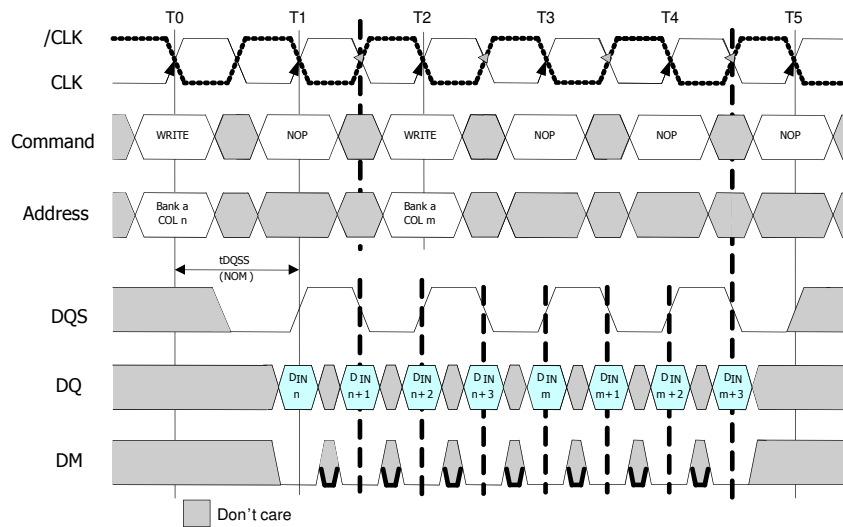 T0 T1 T2 T3 T4 T5
/CLK
CLK
Command WRITE NOP WRITE NOP NOP NOP
Address Bank a COL n Bank a COL m
tDQSS
(NOM)
DQS
DQ DIN n DIN n+1 DIN n+2 DIN n+3 DIN m DIN m+1 DIN m+2 DIN m+3
DM
Don't care